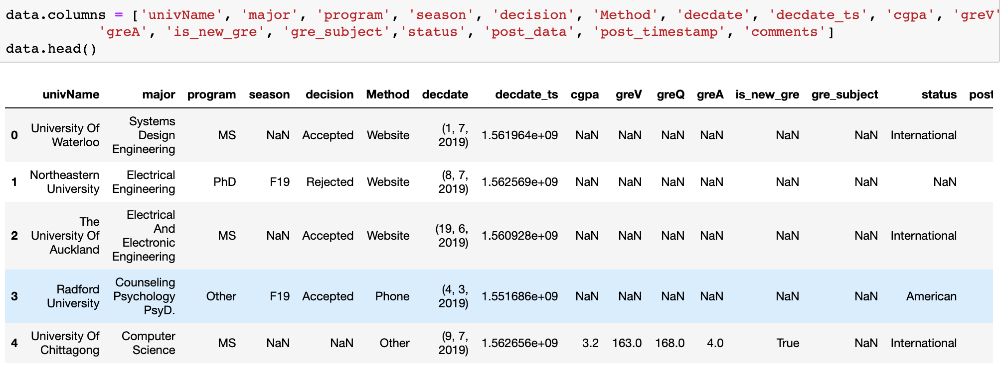 data.columns = ['univName', 'major', 'program', 'season', 'decision', 'Method', 'decdate', 'decdate_ts', 'cgpa', 'greV'
'greA', 'is_new_gre', 'gre_subject','status', 'post_data', 'post_timestamp', 'comments']
data.head()
univName major program season decision Method decdate decdate_ts cgpa greV greQ greA is_new_gre gre_subject status post
0 University Of Waterloo Systems Design Engineering MS NaN Accepted Website (1, 7, 2019) 1.561964e+09 NaN NaN NaN NaN NaN NaN International
1 Northeastern University Electrical Engineering PhD F19 Rejected Website (8, 7, 2019) 1.562569e+09 NaN NaN NaN NaN NaN NaN NaN
2 The University Of Auckland Electrical And Electronic Engineering MS NaN Accepted Website (19, 6, 2019) 1.560928e+09 NaN NaN NaN NaN NaN NaN International
3 Radford University Counseling Psychology PsyD. Other F19 Accepted Phone (4, 3, 2019) 1.551686e+09 NaN NaN NaN NaN NaN NaN American
4 University Of Chittagong Computer Science MS NaN NaN Other (9, 7, 2019) 1.562656e+09 3.2 163.0 168.0 4.0 True NaN International